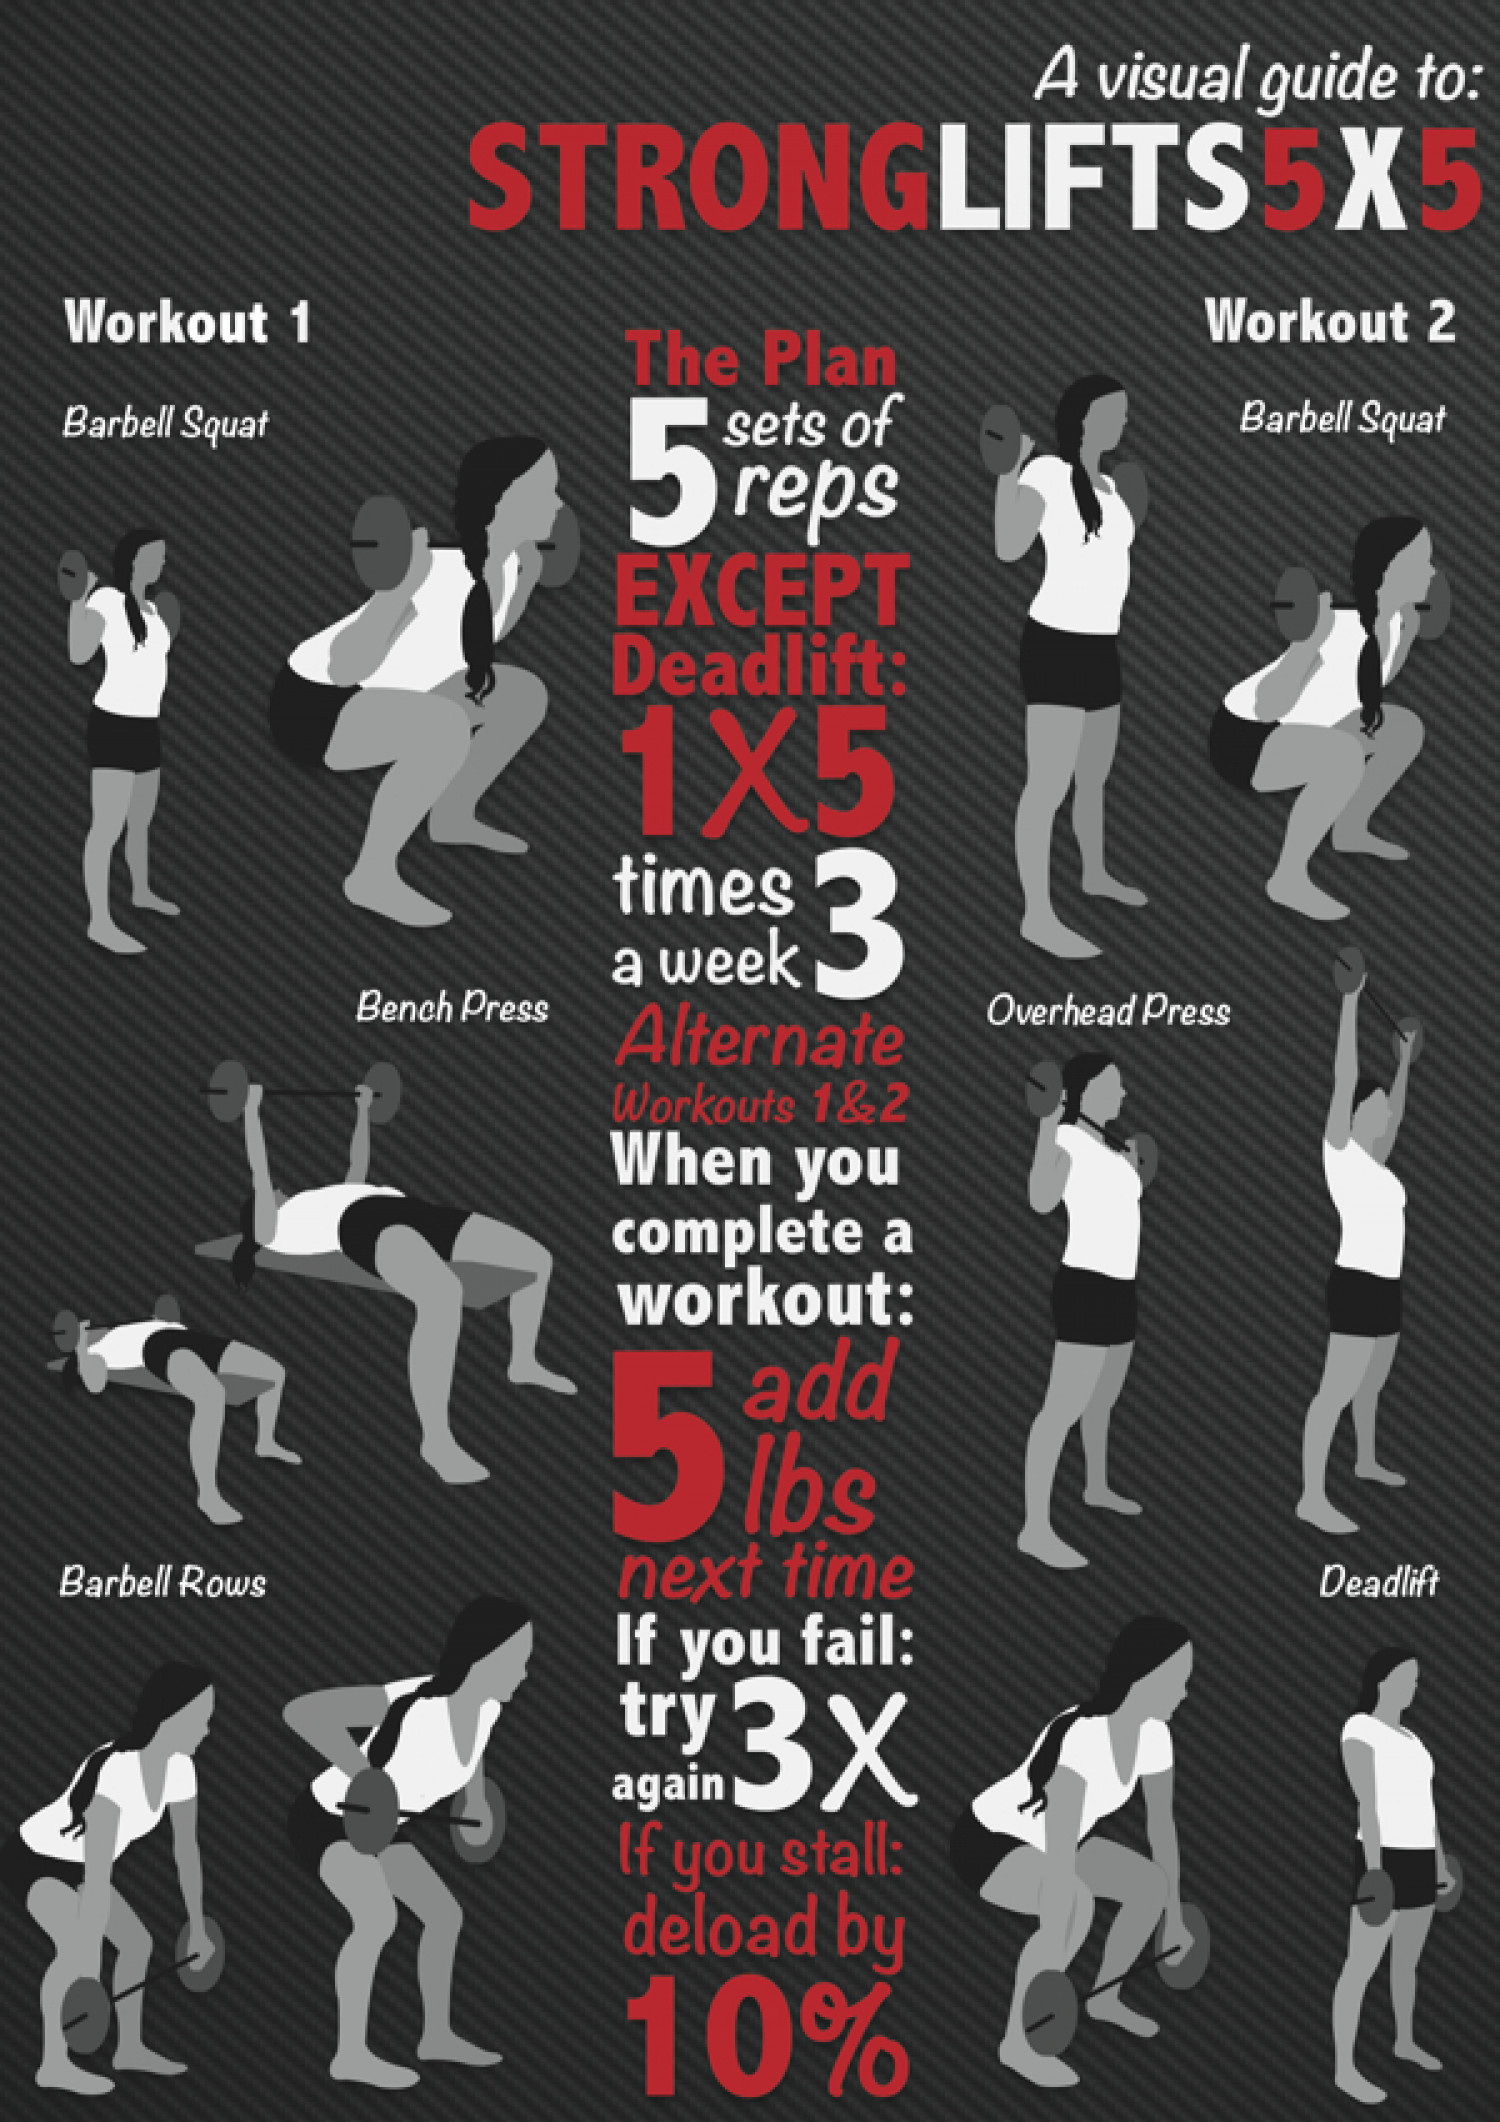 A visual guide to:
STRONGLIFTS5X5
Workout 1
Barbell Squat
Bench Press
Barbell Rows
The Plan
5 sets of
reps
EXCEPT
Deadlift:
1X5
times 3
a week
Alternate
Workouts 1&2
When you
complete a
workout:
5 add
lbs
next time
If you fail:
try 3X
again
If you stall:
deload by
10%
Workout 2
Barbell Squat
Overhead Press
Deadlift